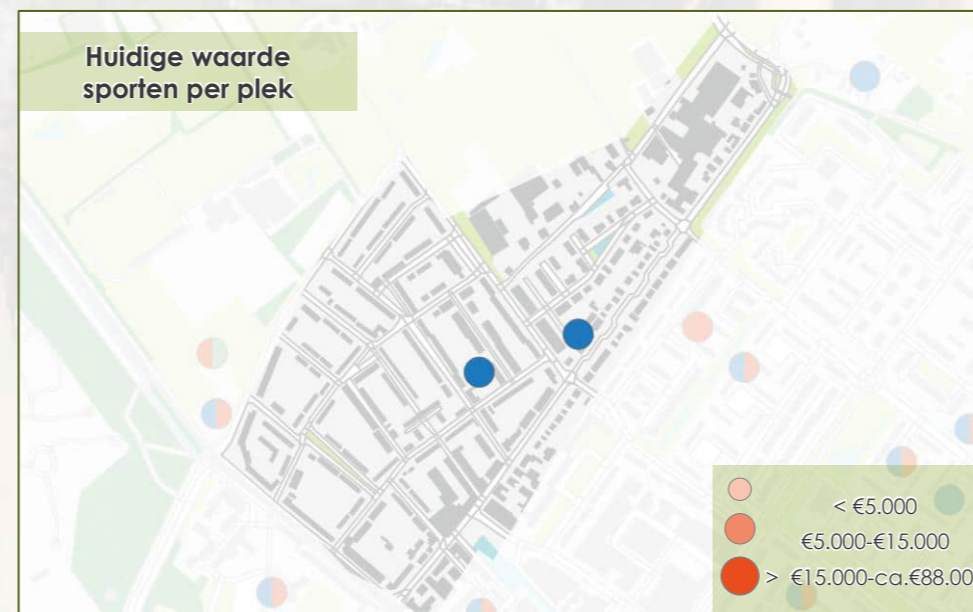 Huidige waarde
sporten per plek
< €5.000
€5.000-€15.000
> €15.000-ca.€88.00